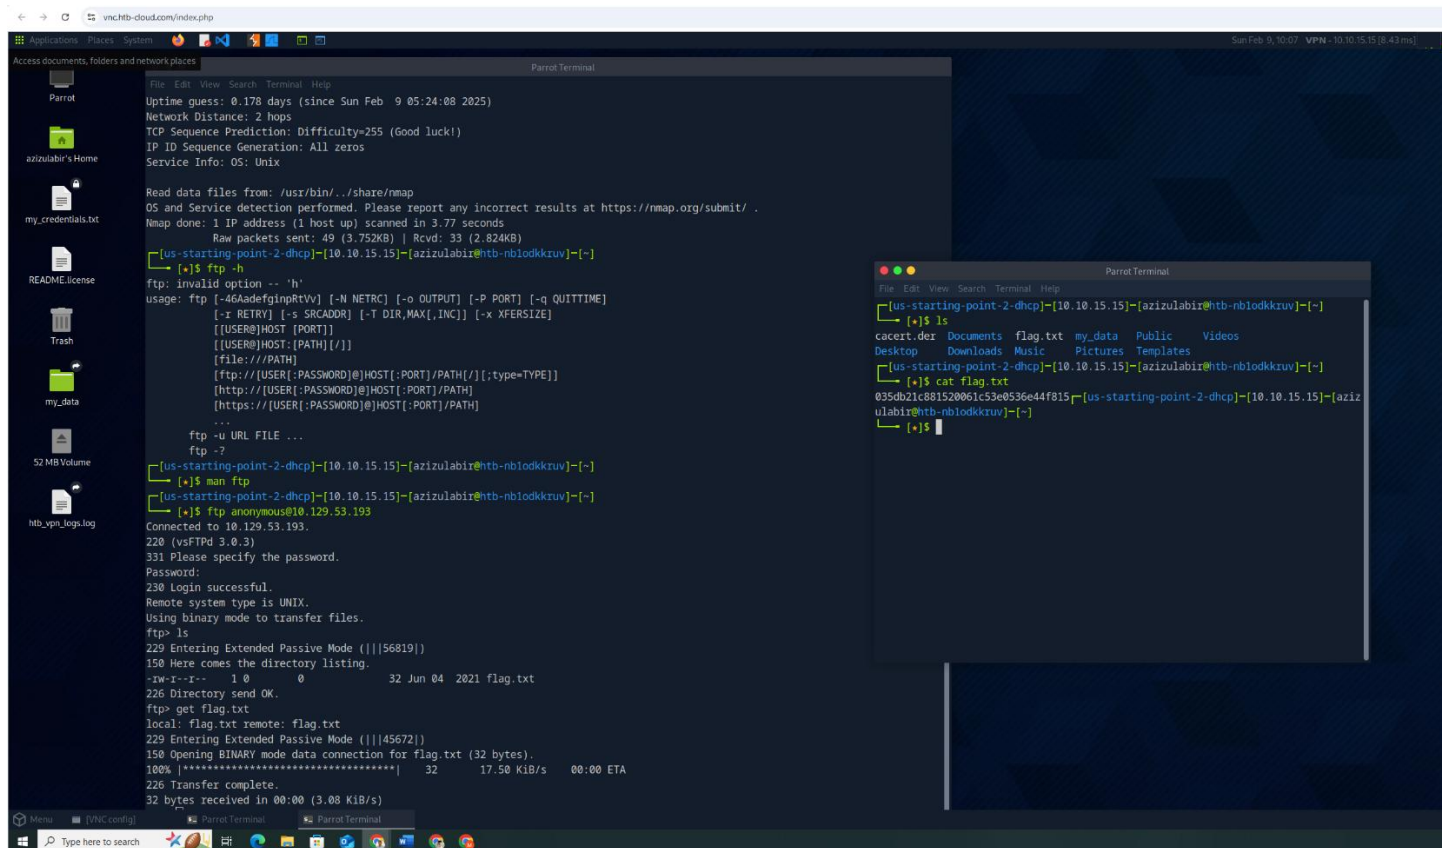 vnc.htb-cloud.com/index.php
Applications Places System
Sun Feb 9, 10:07 VPN - 10.10.15.15 [8.43 ms]
Access documents, folders and network places
Parrot
azizulabir's Home
my_credentials.txt
README.license
Trash
my_data
52 MB Volume
htb_vpn_logs.log
Parrot Terminal
File Edit View Search Terminal Help
Uptime guess: 0.178 days (since Sun Feb  9 05:24:08 2025)
Network Distance: 2 hops
TCP Sequence Prediction: Difficulty=255 (Good luck!)
IP ID Sequence Generation: All zeros
Service Info: OS: Unix
Read data files from: /usr/bin/../share/nmap
OS and Service detection performed. Please report any incorrect results at https://nmap.org/submit/ .
Nmap done: 1 IP address (1 host up) scanned in 3.77 seconds
Raw packets sent: 49 (3.752KB) | Rcvd: 33 (2.824KB)
┌─[us-starting-point-2-dhcp]─[10.10.15.15]─[azizulabir@htb-nb1odkkruv]─[~]
└──╼ [★]$ ftp -h
ftp: invalid option -- 'h'
usage: ftp [-46AadefginpRtVv] [-N NETRC] [-o OUTPUT] [-P PORT] [-q QUITTIME]
[-r RETRY] [-s SRCADDR] [-T DIR,MAX[,INC]] [-x XFERSIZE]
[[USER@]HOST [PORT]]
[[USER@]HOST:[PATH][/]]
[file:///PATH]
[ftp://[USER[:PASSWORD]@]HOST[:PORT]/PATH[/][;type=TYPE]]
[http://[USER[:PASSWORD]@]HOST[:PORT]/PATH]
[https://[USER[:PASSWORD]@]HOST[:PORT]/PATH]
...
ftp -u URL FILE ...
ftp -?
┌─[us-starting-point-2-dhcp]─[10.10.15.15]─[azizulabir@htb-nb1odkkruv]─[~]
└──╼ [★]$ man ftp
┌─[us-starting-point-2-dhcp]─[10.10.15.15]─[azizulabir@htb-nb1odkkruv]─[~]
└──╼ [★]$ ftp anonymous@10.129.53.193
Connected to 10.129.53.193.
220 (vsFTPd 3.0.3)
331 Please specify the password.
Password:
230 Login successful.
Remote system type is UNIX.
Using binary mode to transfer files.
ftp> ls
229 Entering Extended Passive Mode (|||56819|)
150 Here comes the directory listing.
-rw-r--r--    1 0        0              32 Jun 04  2021 flag.txt
226 Directory send OK.
ftp> get flag.txt
local: flag.txt remote: flag.txt
229 Entering Extended Passive Mode (|||45672|)
150 Opening BINARY mode data connection for flag.txt (32 bytes).
100% |***********************************|    32       17.50 KiB/s    00:00 ETA
226 Transfer complete.
32 bytes received in 00:00 (3.08 KiB/s)
Parrot Terminal
File Edit View Search Terminal Help
┌─[us-starting-point-2-dhcp]─[10.10.15.15]─[azizulabir@htb-nb1odkkruv]─[~]
└──╼ [★]$ ls
cacert.der  Documents  flag.txt  my_data   Public     Videos
Desktop     Downloads  Music     Pictures  Templates
┌─[us-starting-point-2-dhcp]─[10.10.15.15]─[azizulabir@htb-nb1odkkruv]─[~]
└──╼ [★]$ cat flag.txt
035db21c881520061c53e0536e44f815┌─[us-starting-point-2-dhcp]─[10.10.15.15]─[aziz
ulabir@htb-nb1odkkruv]─[~]
└──╼ [★]$
Menu [VNC config] Parrot Terminal Parrot Terminal
Type here to search